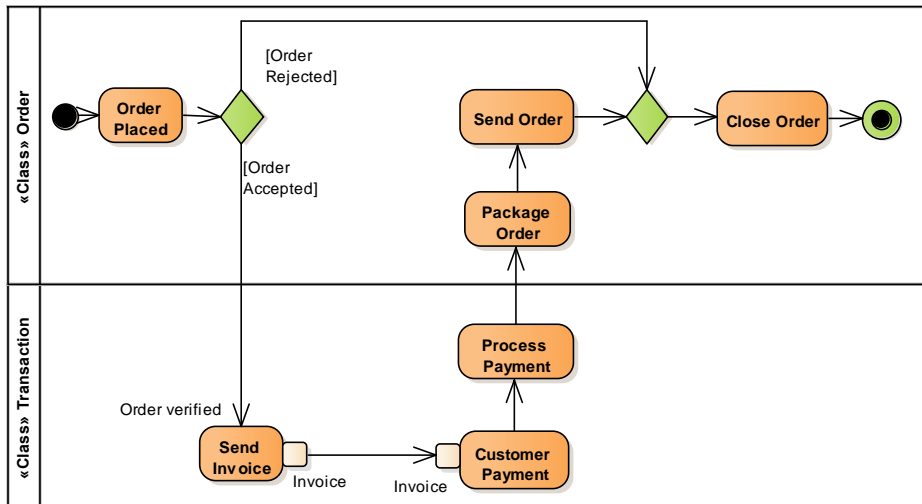 «Class» Order
[Order
Rejected]
Order
Placed
Send Order
Close Order
[Order
Accepted]
Package
Order
«Class» Transaction
Process
Payment
Order verified
Send
Invoice
Customer
Payment
Invoice
Invoice